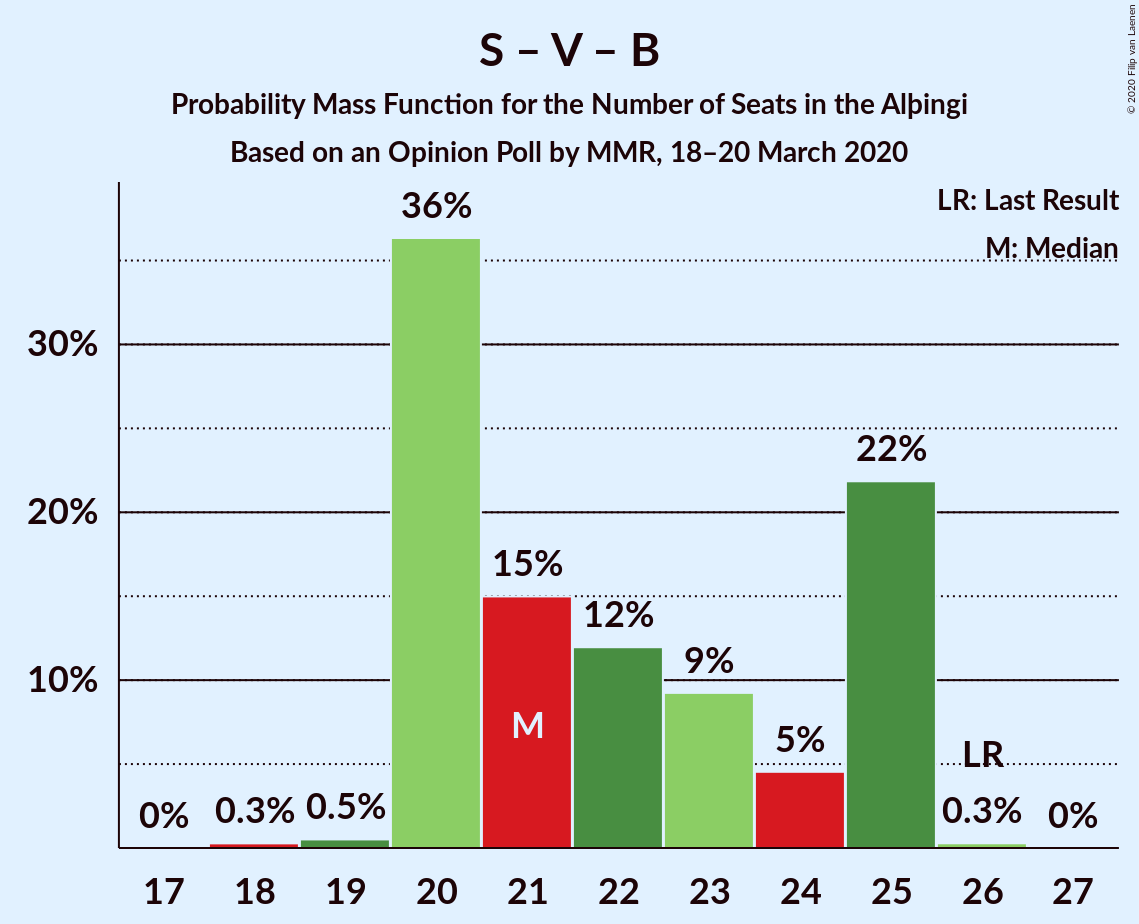 S – V – B
Probability Mass Function for the Number of Seats in the Alþingi
Based on an Opinion Poll by MMR, 18–20 March 2020
© 2020 Filip van Laenen
LR: Last Result
M: Median
36%
30%
22%
20%
15%
12%
10%
9%
M
5%
LR
0%
0.3%
0.5%
0.3%
0%
17 18 19 20 21 22 23 24 25 26 27